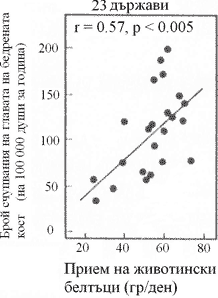 23 държави
r = 0.57, p < 0.005
Брой счупвания на главата на бедрената
кост (на 100 000 души за година)
200
150
100
50
0
20 40 60 80
Прием на животински
белтъци (гр/ден)